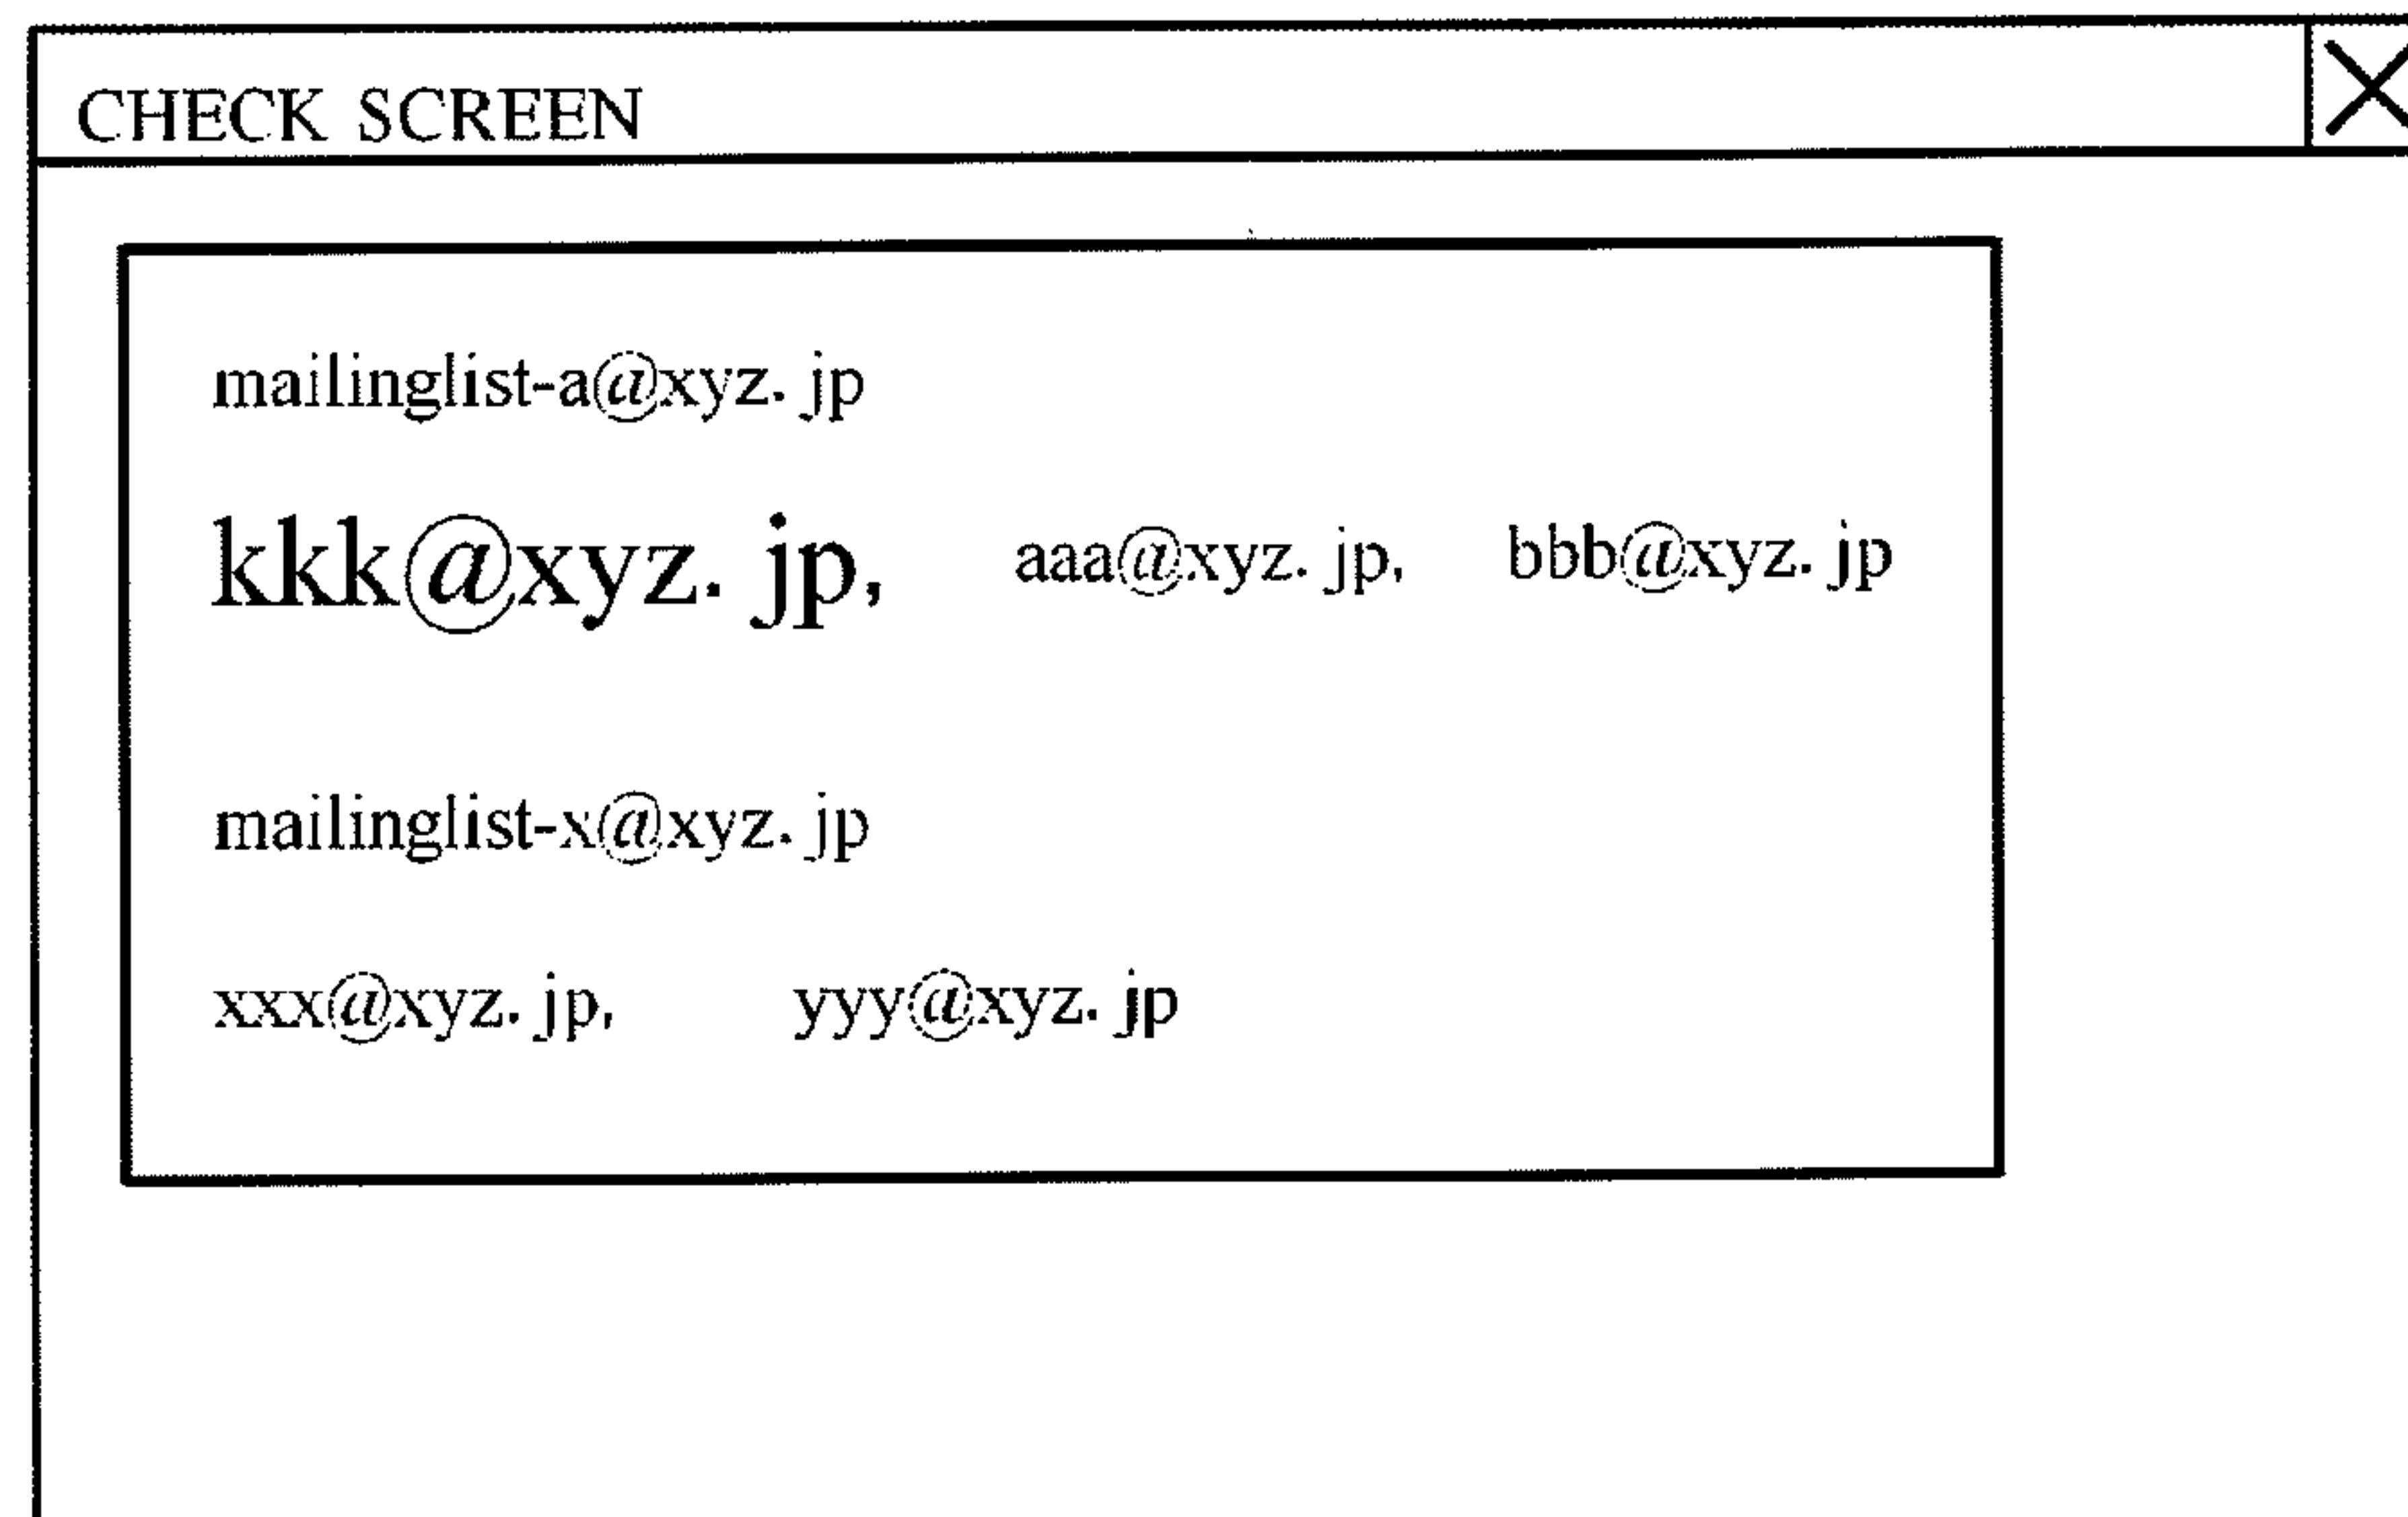 CHECK SCREEN
mailinglist-a@xyz. jp
kkk@xyz. jp, aaa@xyz. jp, bbb@xyz. jp
mailinglist-x@xyz. jp
xxx@xyz. jp, yyy@xyz. jp